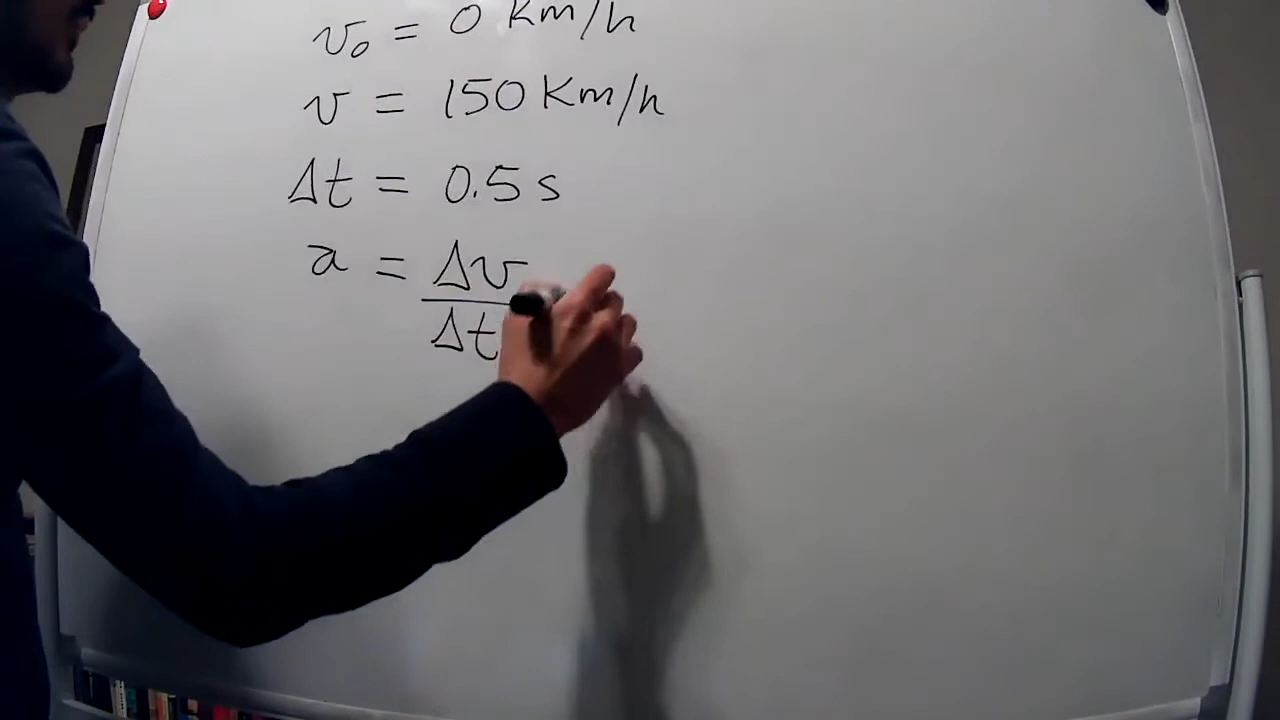 v₀ = 0 Km/h
v = 150 Km/h
Δt = 0.5 s
a = Δv
Δt